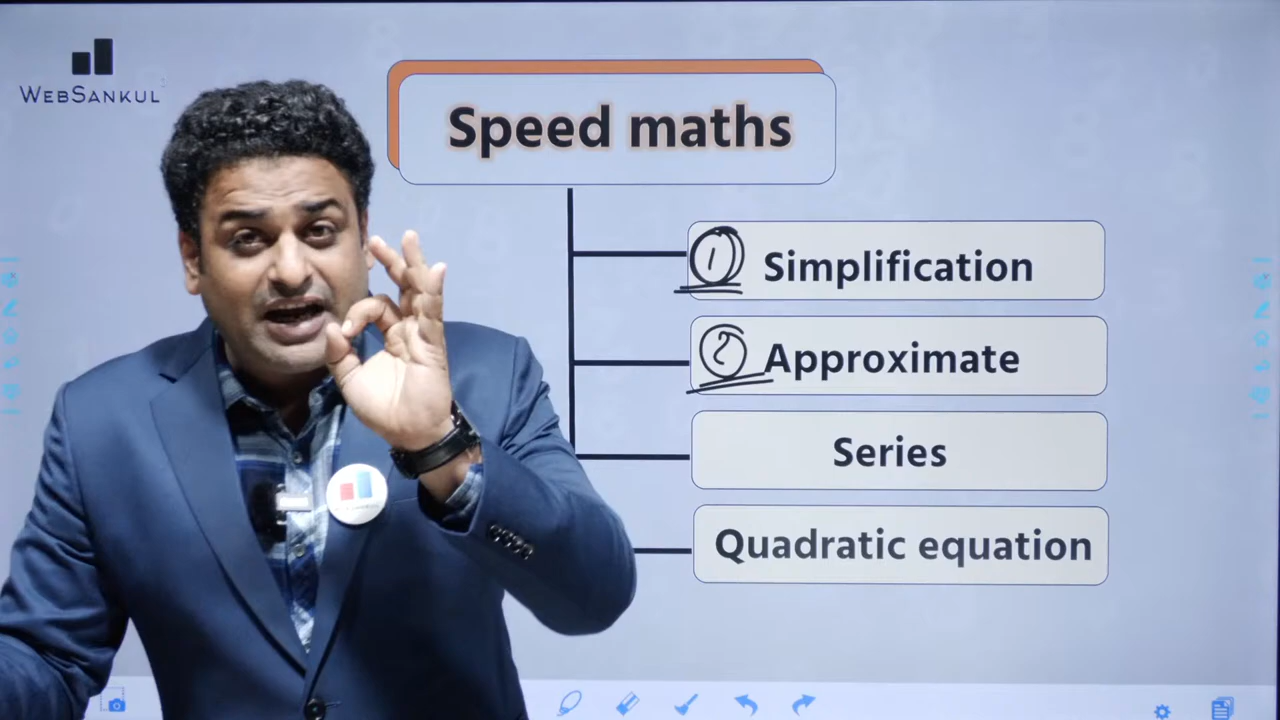 WEBSANKUL
Speed maths
1 Simplification
2 Approximate
Series
Quadratic equation